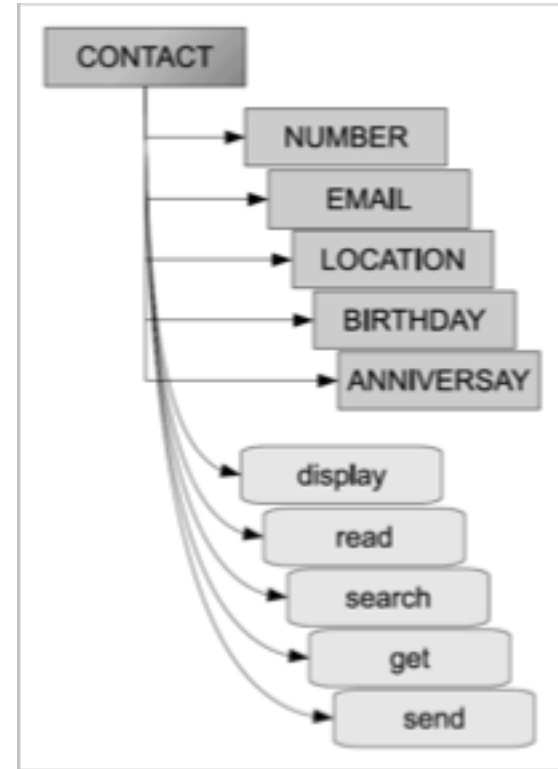 CONTACT
NUMBER
EMAIL
LOCATION
BIRTHDAY
ANNIVERSAY
display
read
search
get
send